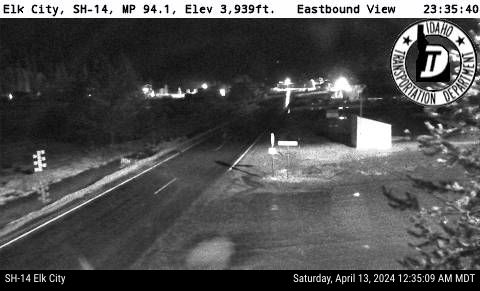 Elk City, SH-14, MP 94.1, Elev 3,939ft. Eastbound View 23:35:40
IDAHO
TRANSPORTATION DEPARTMENT
SH-14 Elk City Saturday, April 13, 2024 12:35:09 AM MDT